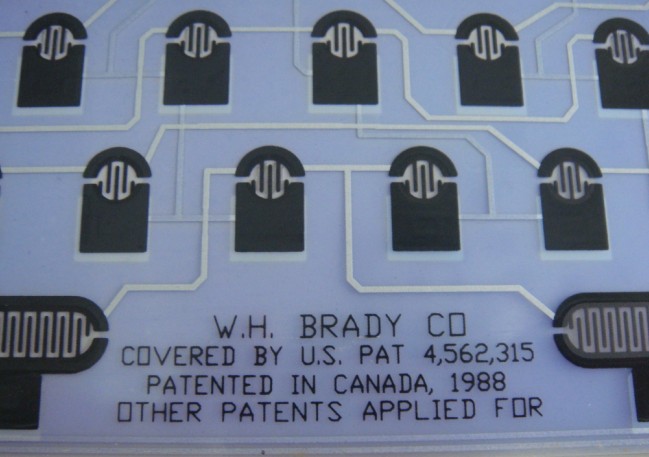 W.H. BRADY CO
COVERED BY U.S. PAT 4,562,315
PATENTED IN CANADA, 1988
OTHER PATENTS APPLIED FOR